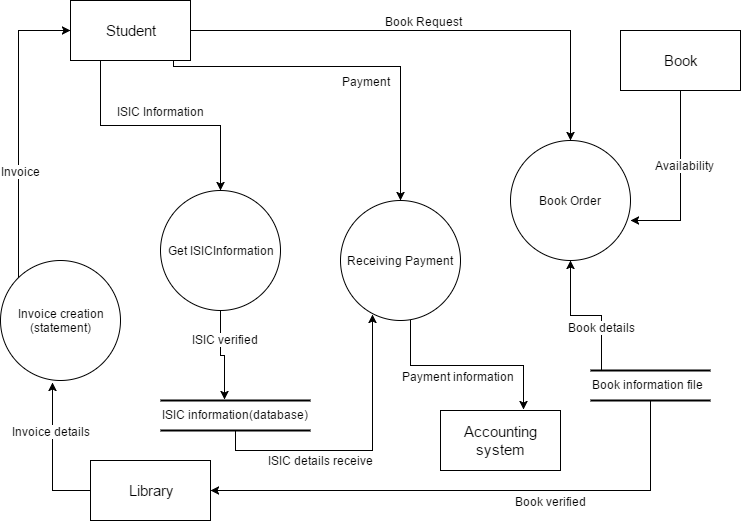 Book Request
Student
Book
Payment
ISIC Information
Availability
Invoice
Book Order
Get ISICInformation
Receiving Payment
Invoice creation
(statement)
Book details
ISIC verified
Payment information
Book information file
ISIC information(database)
Invoice details
Accounting
system
ISIC details receive
Library
Book verified